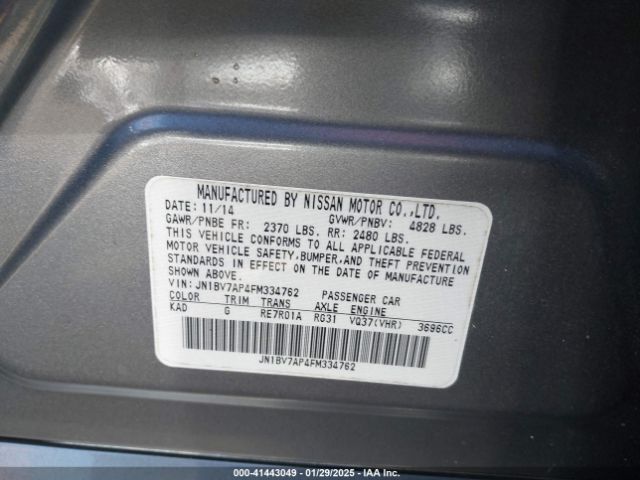 MANUFACTURED BY NISSAN MOTOR CO.,LTD.
DATE: 11/14 GVWR/PNBV: 4828 LBS.
GAWR/PNBE FR: 2370 LBS. RR: 2480 LBS.
THIS VEHICLE CONFORMS TO ALL APPLICABLE FEDERAL
MOTOR VEHICLE SAFETY,BUMPER,AND THEFT PREVENTION
STANDARDS IN EFFECT ON THE DATE OF MANUFACTURE
SHOWN ABOVE.
VIN: JN1BV7AP4FM334762 PASSENGER CAR
COLOR TRIM TRANS AXLE ENGINE
KAD G RE7R01A RG31 VQ37(VHR) 3696CC
JN1BV7AP4FM334762
000-41443049 - 01/29/2025 - IAA Inc.